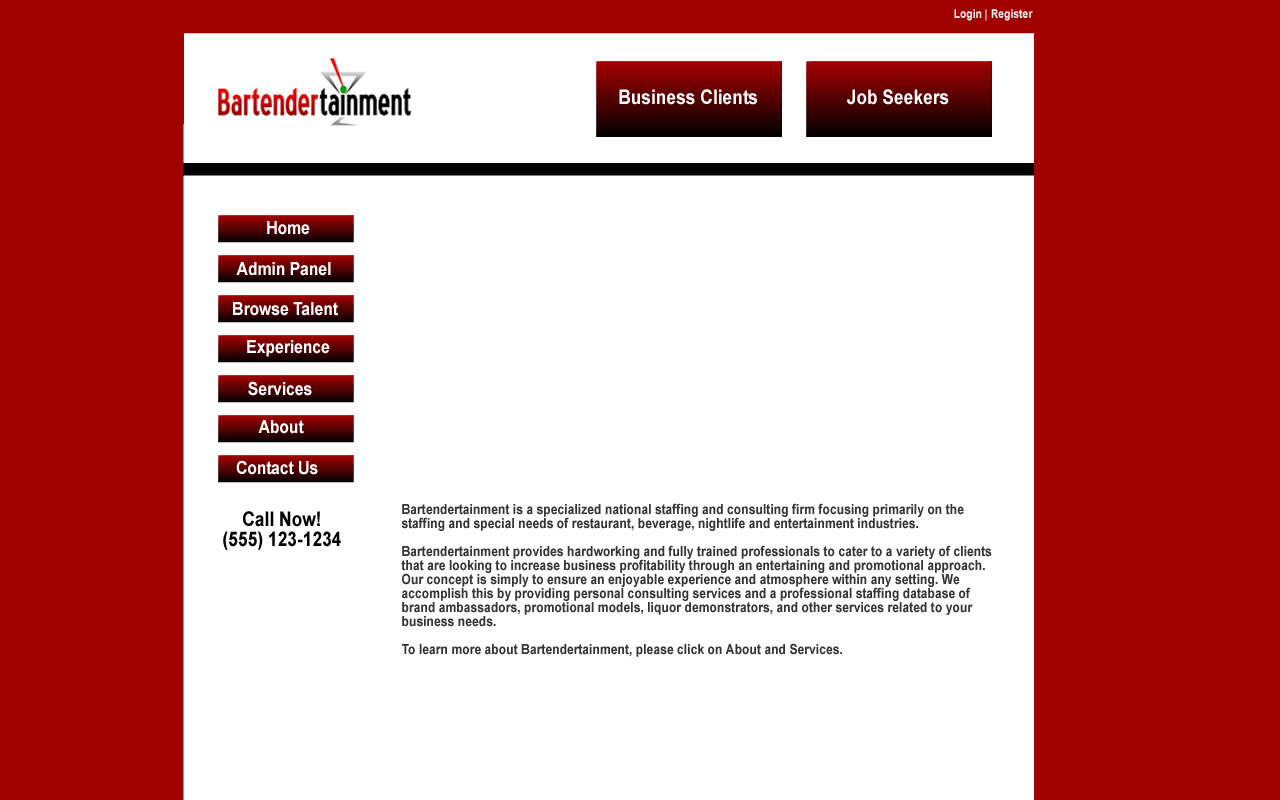 Login | Register
Bartendertainment
Business Clients
Job Seekers
Home
Admin Panel
Browse Talent
Experience
Services
About
Contact Us
Call Now!
(555) 123-1234
Bartendertainment is a specialized national staffing and consulting firm focusing primarily on the
staffing and special needs of restaurant, beverage, nightlife and entertainment industries.
Bartendertainment provides hardworking and fully trained professionals to cater to a variety of clients
that are looking to increase business profitability through an entertaining and promotional approach.
Our concept is simply to ensure an enjoyable experience and atmosphere within any setting. We
accomplish this by providing personal consulting services and a professional staffing database of
brand ambassadors, promotional models, liquor demonstrators, and other services related to your
business needs.
To learn more about Bartendertainment, please click on About and Services.